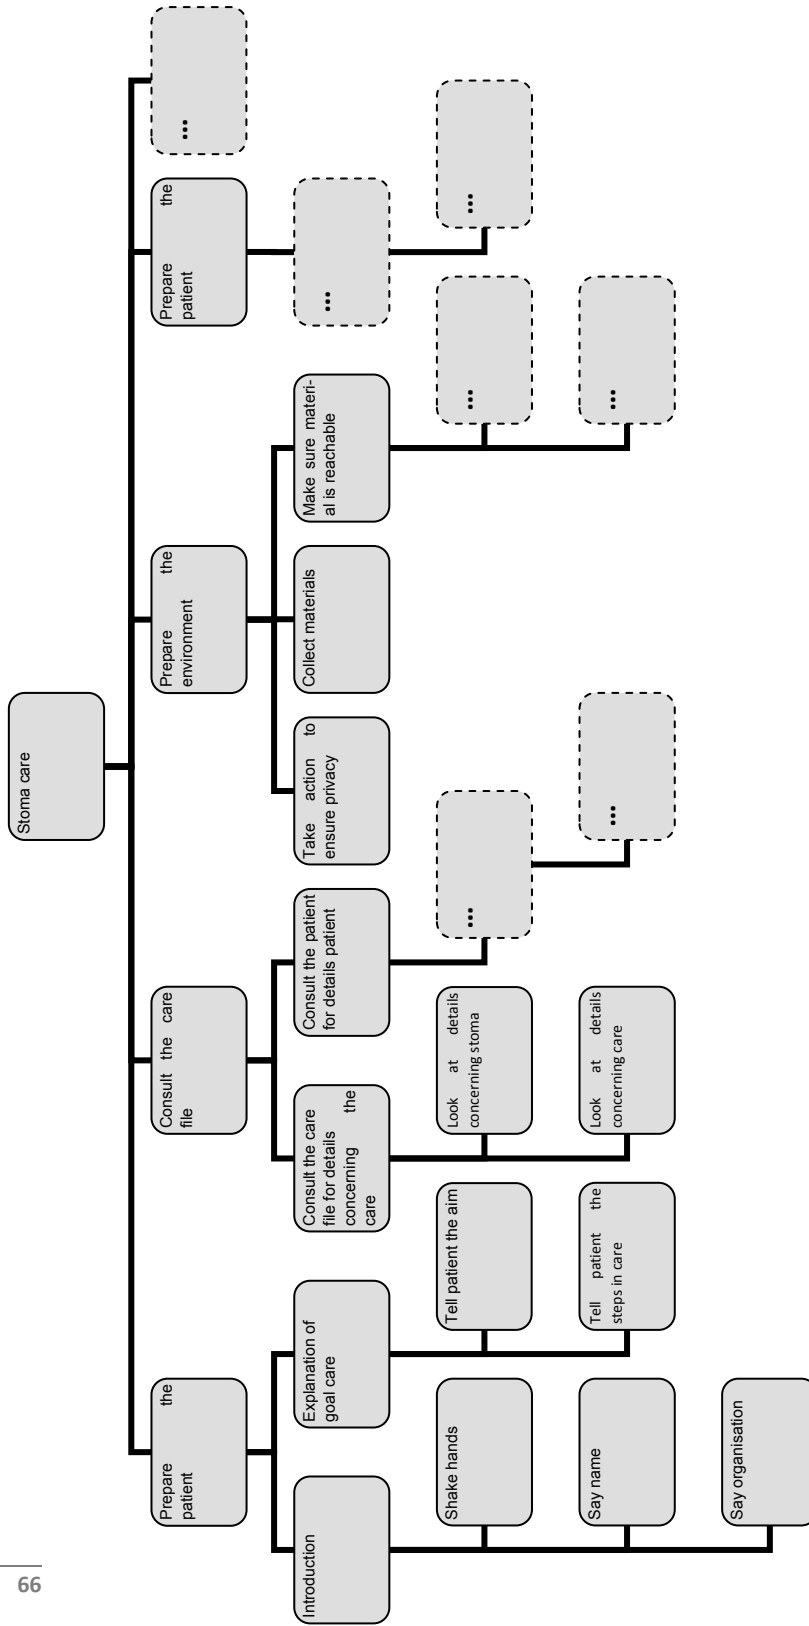 Stoma care
Prepare the
patient
Consult the care
file
Prepare the
environment
Prepare the
patient
...
Introduction
Explanation of
goal care
Consult the care
file for details
concerning the
care
Consult the patient
for details patient
Take action to
ensure privacy
Collect materials
Make sure materi-
al is reachable
...
Shake hands
Tell patient the aim
Look at details
concerning stoma
...
...
...
Say name
Tell patient the
steps in care
Look at details
concerning care
...
...
Say organisation
66